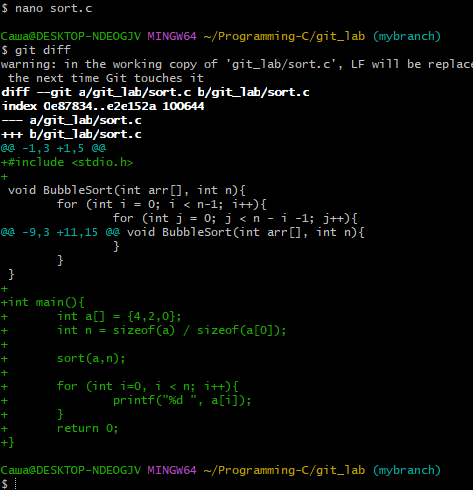 $ nano sort.c
Саша@DESKTOP-NDEOGJV MINGW64 ~/Programming-C/git_lab (mybranch)
$ git diff
warning: in the working copy of 'git_lab/sort.c', LF will be replace
 the next time Git touches it
diff --git a/git_lab/sort.c b/git_lab/sort.c
index 0e87834..e2e152a 100644
--- a/git_lab/sort.c
+++ b/git_lab/sort.c
@@ -1,3 +1,5 @@
+#include <stdio.h>
+
 void BubbleSort(int arr[], int n){
        for (int i = 0; i < n-1; i++){
                for (int j = 0; j < n - i -1; j++){
@@ -9,3 +11,15 @@ void BubbleSort(int arr[], int n){
                }
        }
 }
+
+int main(){
+       int a[] = {4,2,0};
+       int n = sizeof(a) / sizeof(a[0]);
+
+       sort(a,n);
+
+       for (int i=0, i < n; i++){
+               printf("%d ", a[i]);
+       }
+       return 0;
+}
Саша@DESKTOP-NDEOGJV MINGW64 ~/Programming-C/git_lab (mybranch)
$